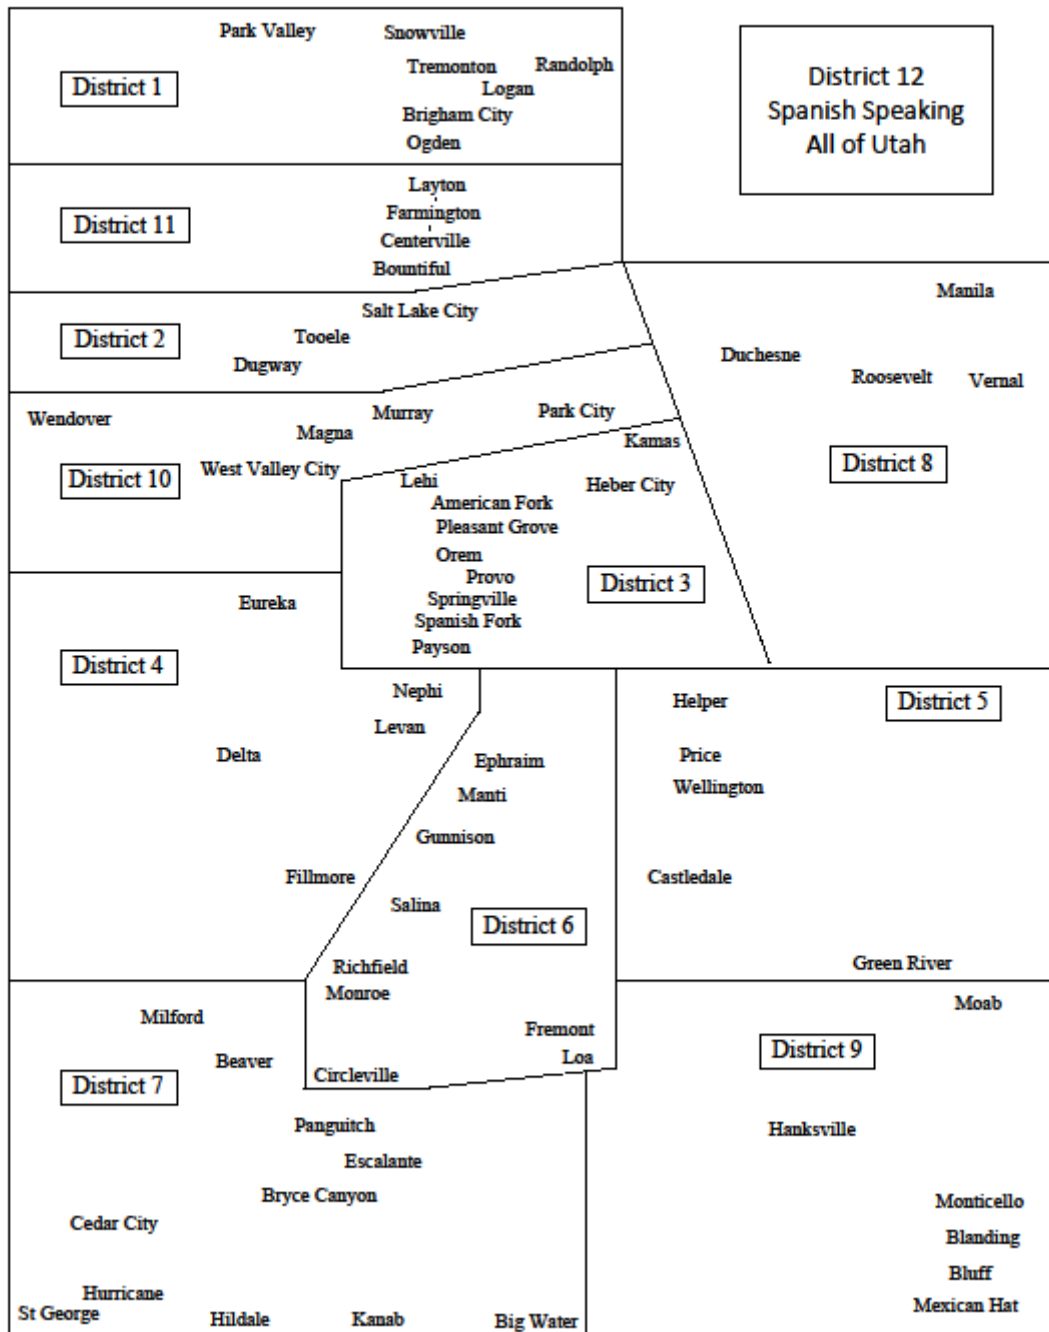 Park Valley
Snowville
Tremonton
Randolph
District 1
Logan
Brigham City
Ogden
District 12
Spanish Speaking
All of Utah
Layton
District 11
Farmington
Centerville
Bountiful
Salt Lake City
District 2
Tooele
Dugway
Manila
Duchesne
Roosevelt
Vernal
District 8
Wendover
Murray
Park City
Magna
West Valley City
District 10
Kamas
Lehi
Heber City
American Fork
Pleasant Grove
Orem
Provo
District 3
Springville
Spanish Fork
Payson
Eureka
District 4
Nephi
Levan
Delta
Fillmore
Ephraim
Manti
Gunnison
Salina
District 6
Richfield
Monroe
Fremont
Loa
Circleville
Helper
District 5
Price
Wellington
Castledale
Green River
Milford
Beaver
District 7
Panguitch
Escalante
Bryce Canyon
Cedar City
Hurricane
St George
Hildale
Kanab
Big Water
Moab
District 9
Hanksville
Monticello
Blanding
Bluff
Mexican Hat